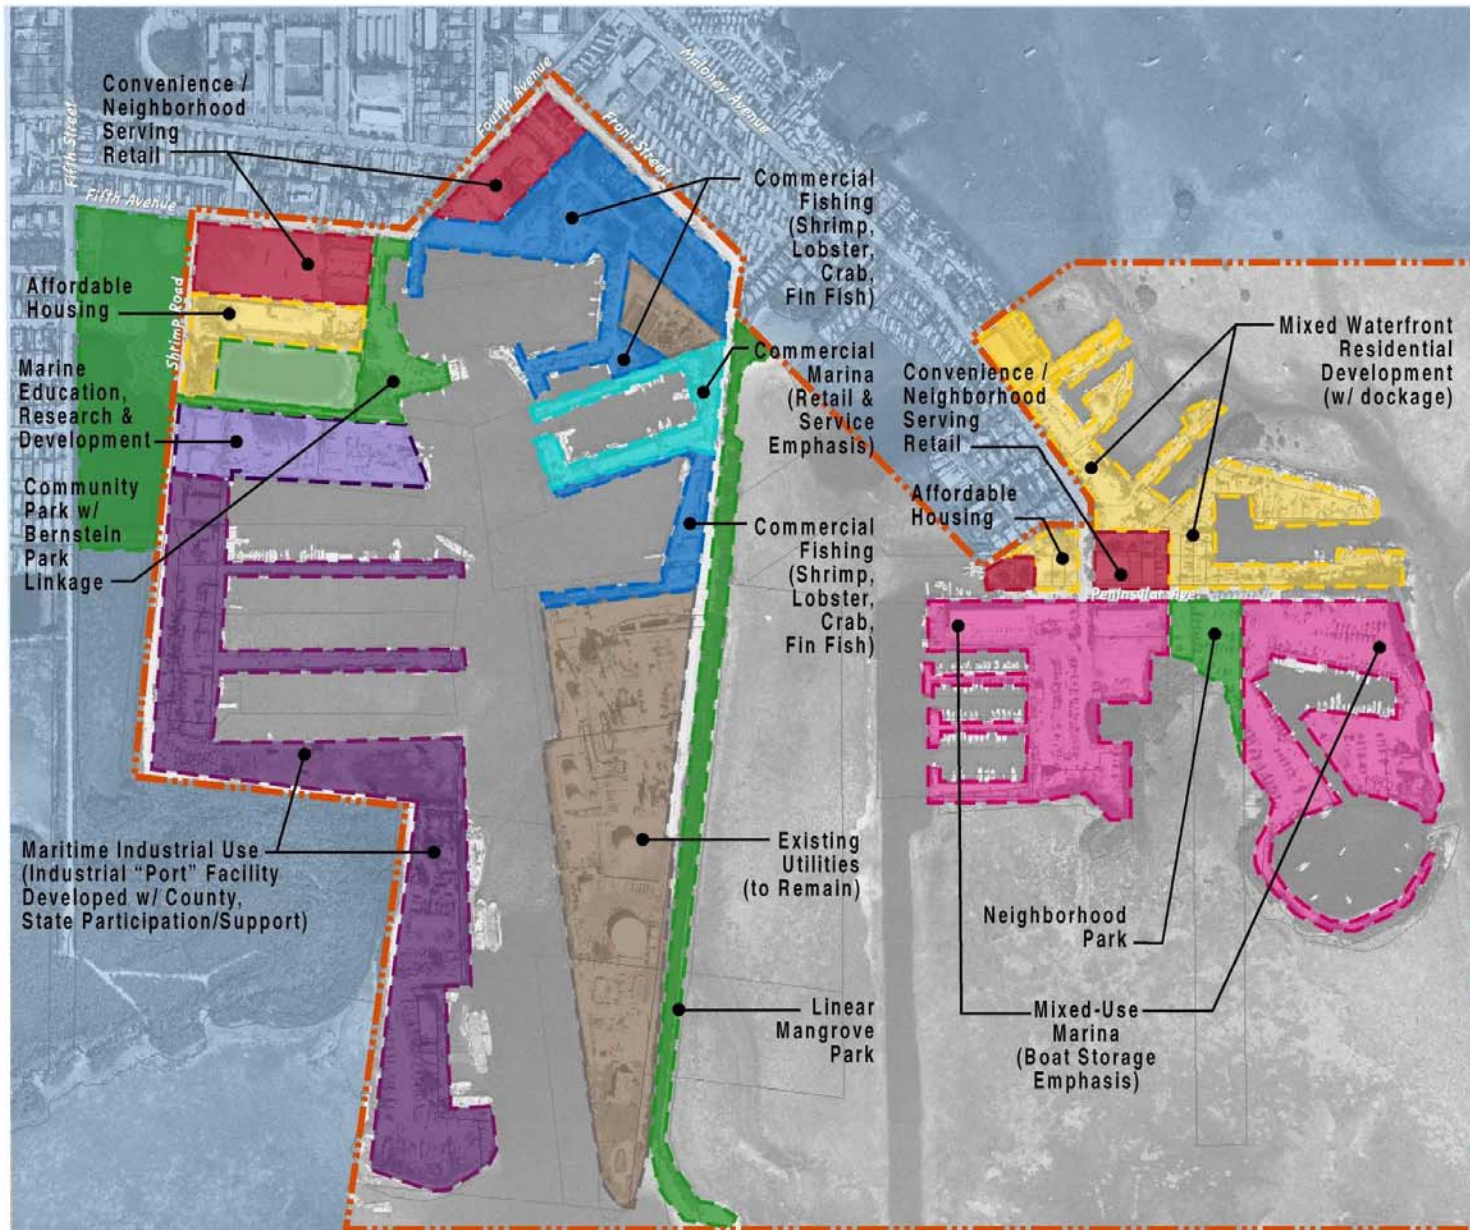 Convenience /
Neighborhood
Serving
Retail
Fourth Avenue
Maloney Avenue
Front Street
Fifth Street
Fifth Avenue
Shrimp Road
Affordable
Housing
Marine
Education,
Research &
Development
Community
Park w/
Bernstein
Park
Linkage
Maritime Industrial Use
(Industrial “Port” Facility
Developed w/ County,
State Participation/Support)
Commercial
Fishing
(Shrimp,
Lobster,
Crab,
Fin Fish)
Commercial
Marina
(Retail &
Service
Emphasis)
Commercial
Fishing
(Shrimp,
Lobster,
Crab,
Fin Fish)
Existing
Utilities
(to Remain)
Linear
Mangrove
Park
Convenience /
Neighborhood
Serving
Retail
Affordable
Housing
Mixed Waterfront
Residential
Development
(w/ dockage)
Peninsular Ave.
Neighborhood
Park
Mixed-Use
Marina
(Boat Storage
Emphasis)